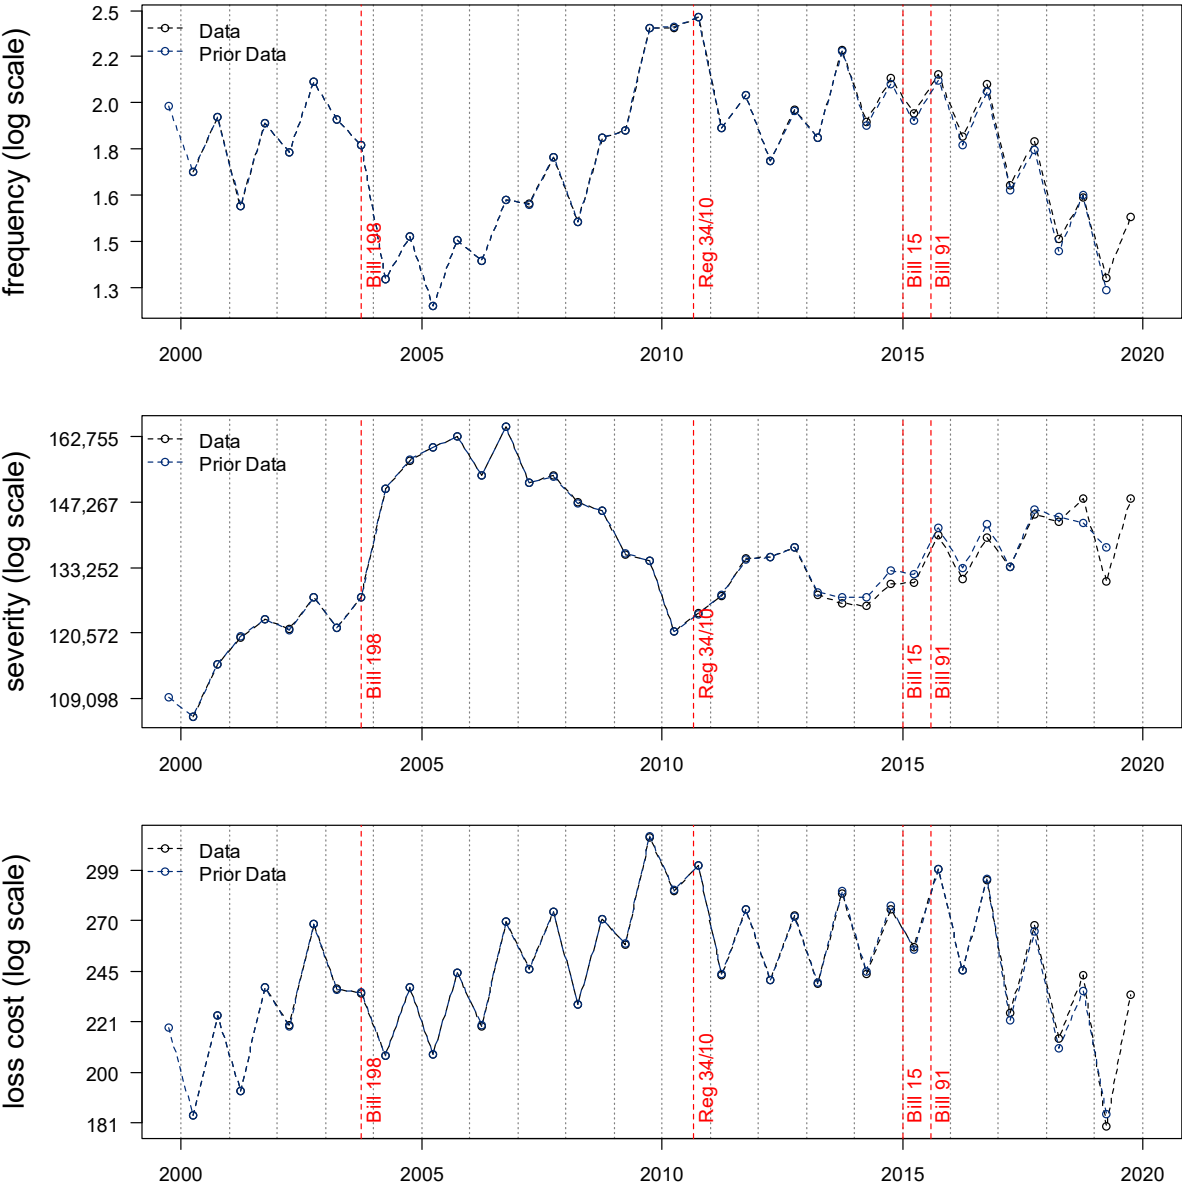 frequency (log scale)
2.5
2.2
2.0
1.8
1.6
1.5
1.3
Data
Prior Data
Bill 198
Reg 34/10
Bill 15
Bill 91
2000 2005 2010 2015 2020
severity (log scale)
162,755
147,267
133,252
120,572
109,098
Data
Prior Data
Bill 198
Reg 34/10
Bill 15
Bill 91
2000 2005 2010 2015 2020
loss cost (log scale)
299
270
245
221
200
181
Data
Prior Data
Bill 198
Reg 34/10
Bill 15
Bill 91
2000 2005 2010 2015 2020